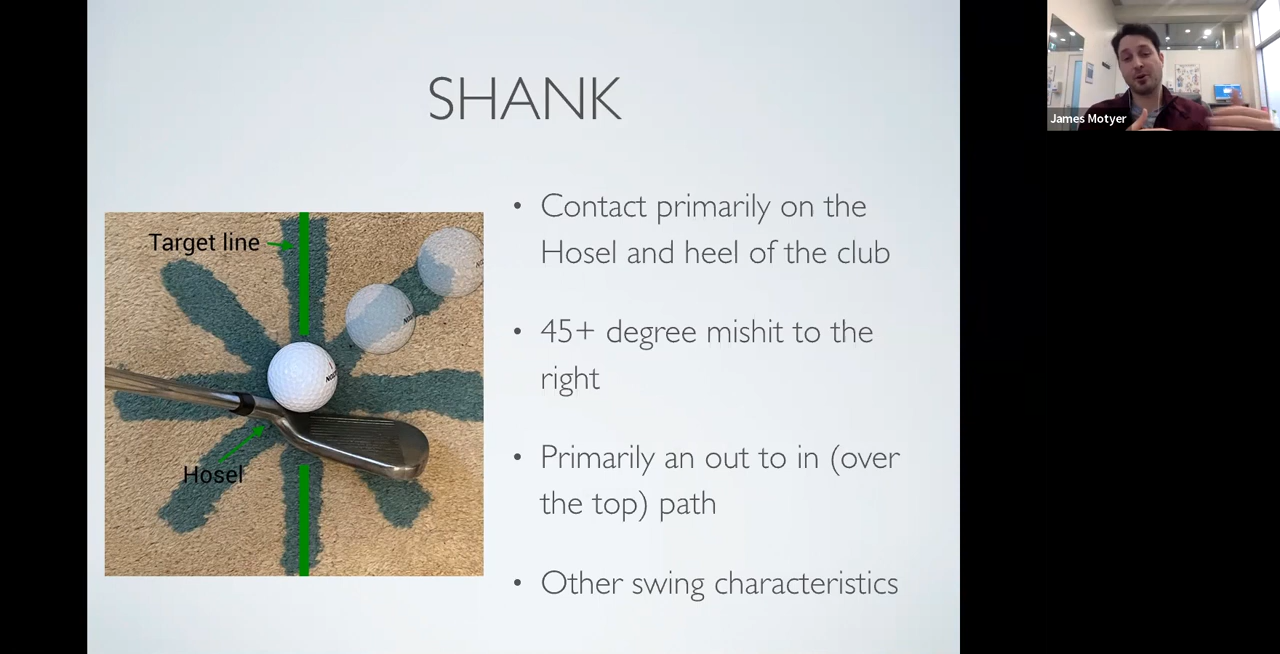 SHANK
Target line
Hosel
• Contact primarily on the
Hosel and heel of the club
• 45+ degree mishit to the
right
• Primarily an out to in (over
the top) path
• Other swing characteristics
James Motyer